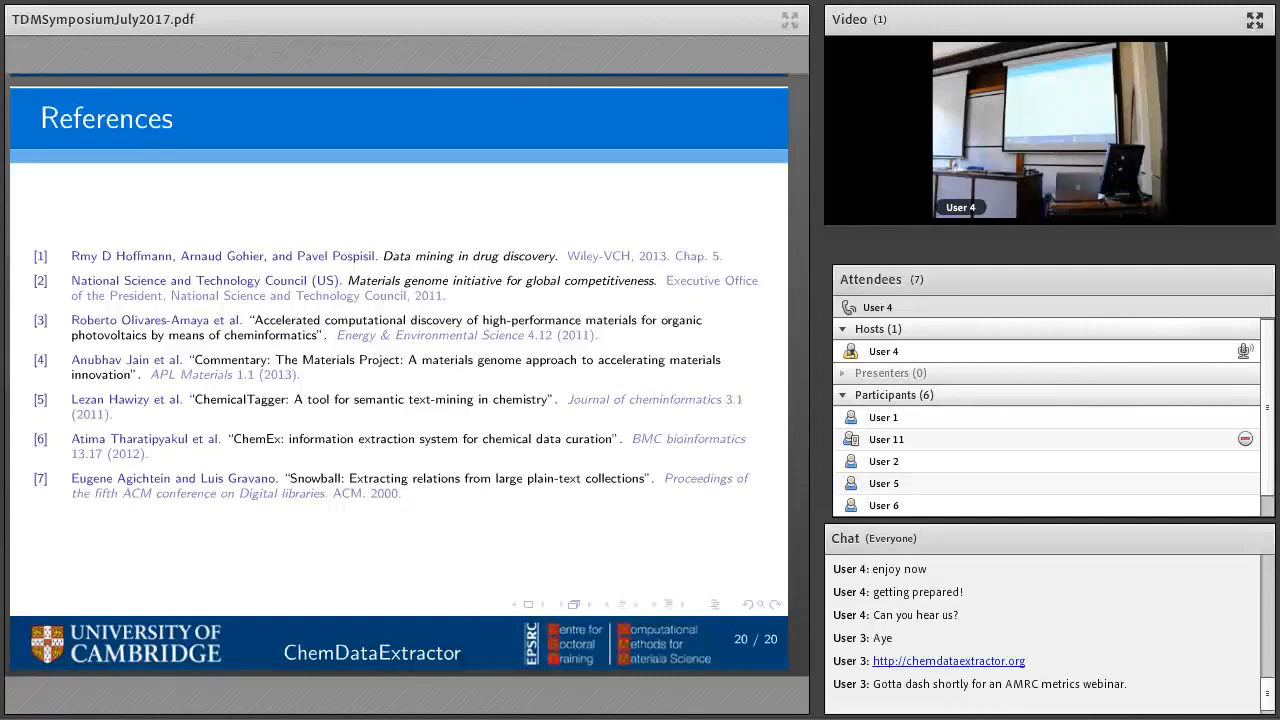 TDMSymposiumJuly2017.pdf
References
[1] Rmy D Hoffmann, Arnaud Gohier, and Pavel Pospisil. Data mining in drug discovery. Wiley-VCH, 2013. Chap. 5.
[2] National Science and Technology Council (US). Materials genome initiative for global competitiveness. Executive Office
of the President, National Science and Technology Council, 2011.
[3] Roberto Olivares-Amaya et al. “Accelerated computational discovery of high-performance materials for organic
photovoltaics by means of cheminformatics”. Energy & Environmental Science 4.12 (2011).
[4] Anubhav Jain et al. “Commentary: The Materials Project: A materials genome approach to accelerating materials
innovation”. APL Materials 1.1 (2013).
[5] Lezan Hawizy et al. “ChemicalTagger: A tool for semantic text-mining in chemistry”. Journal of cheminformatics 3.1
(2011).
[6] Atima Tharatipyakul et al. “ChemEx: information extraction system for chemical data curation”. BMC bioinformatics
13.17 (2012).
[7] Eugene Agichtein and Luis Gravano. “Snowball: Extracting relations from large plain-text collections”. Proceedings of
the fifth ACM conference on Digital libraries. ACM. 2000.
UNIVERSITY OF
CAMBRIDGE
ChemDataExtractor
EPSRC
Centre for
Doctoral
Training
Computational
Methods for
Materials Science
20 / 20
Video (1)
User 4
Attendees (7)
User 4
Hosts (1)
User 4
Presenters (0)
Participants (6)
User 1
User 11
User 2
User 5
User 6
Chat (Everyone)
User 4: enjoy now
User 4: getting prepared!
User 4: Can you hear us?
User 3: Aye
User 3: http://chemdataextractor.org
User 3: Gotta dash shortly for an AMRC metrics webinar.